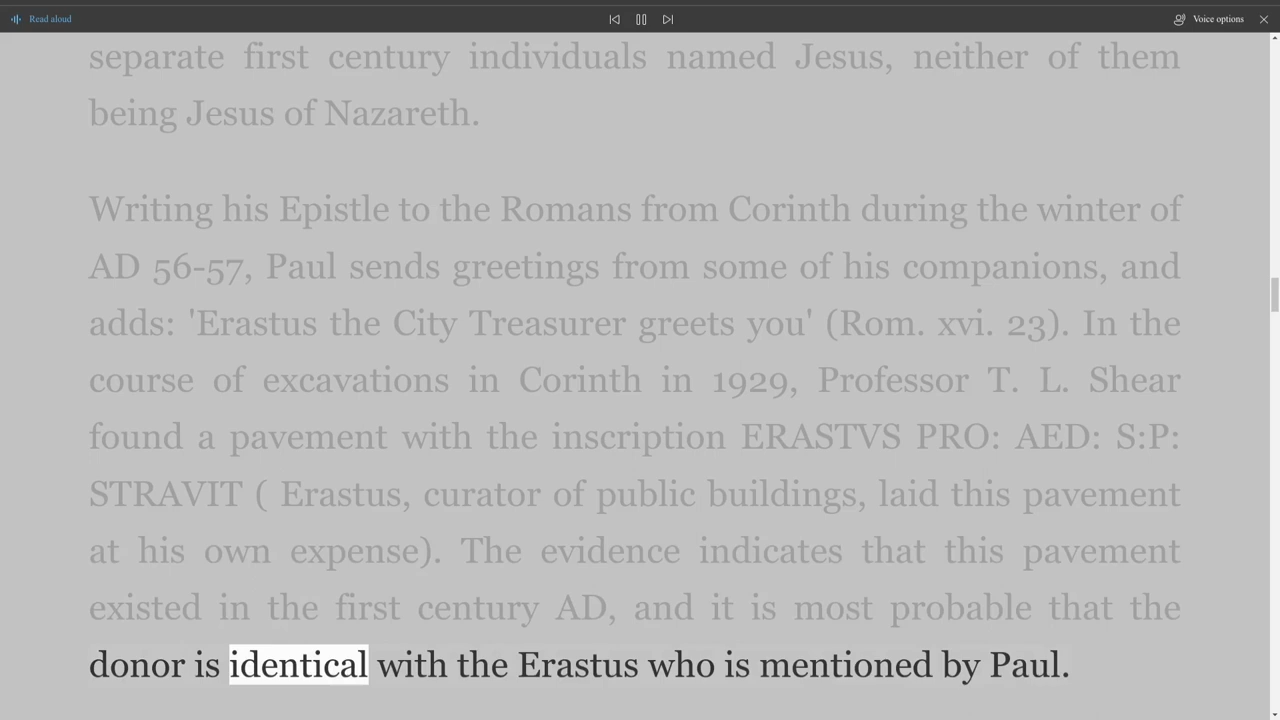 Read aloud
Voice options
separate first century individuals named Jesus, neither of them
being Jesus of Nazareth.
Writing his Epistle to the Romans from Corinth during the winter of
AD 56-57, Paul sends greetings from some of his companions, and
adds: 'Erastus the City Treasurer greets you' (Rom. xvi. 23). In the
course of excavations in Corinth in 1929, Professor T. L. Shear
found a pavement with the inscription ERASTVS PRO: AED: S:P:
STRAVIT ( Erastus, curator of public buildings, laid this pavement
at his own expense). The evidence indicates that this pavement
existed in the first century AD, and it is most probable that the
donor is identical with the Erastus who is mentioned by Paul.